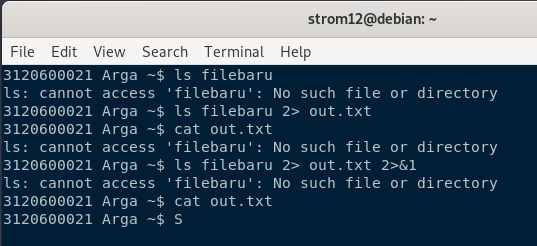 strom12@debian: ~
File Edit View Search Terminal Help
3120600021 Arga ~$ ls filebaru
ls: cannot access 'filebaru': No such file or directory
3120600021 Arga ~$ ls filebaru 2> out.txt
3120600021 Arga ~$ cat out.txt
ls: cannot access 'filebaru': No such file or directory
3120600021 Arga ~$ ls filebaru 2> out.txt 2>&1
ls: cannot access 'filebaru': No such file or directory
3120600021 Arga ~$ cat out.txt
3120600021 Arga ~$ S